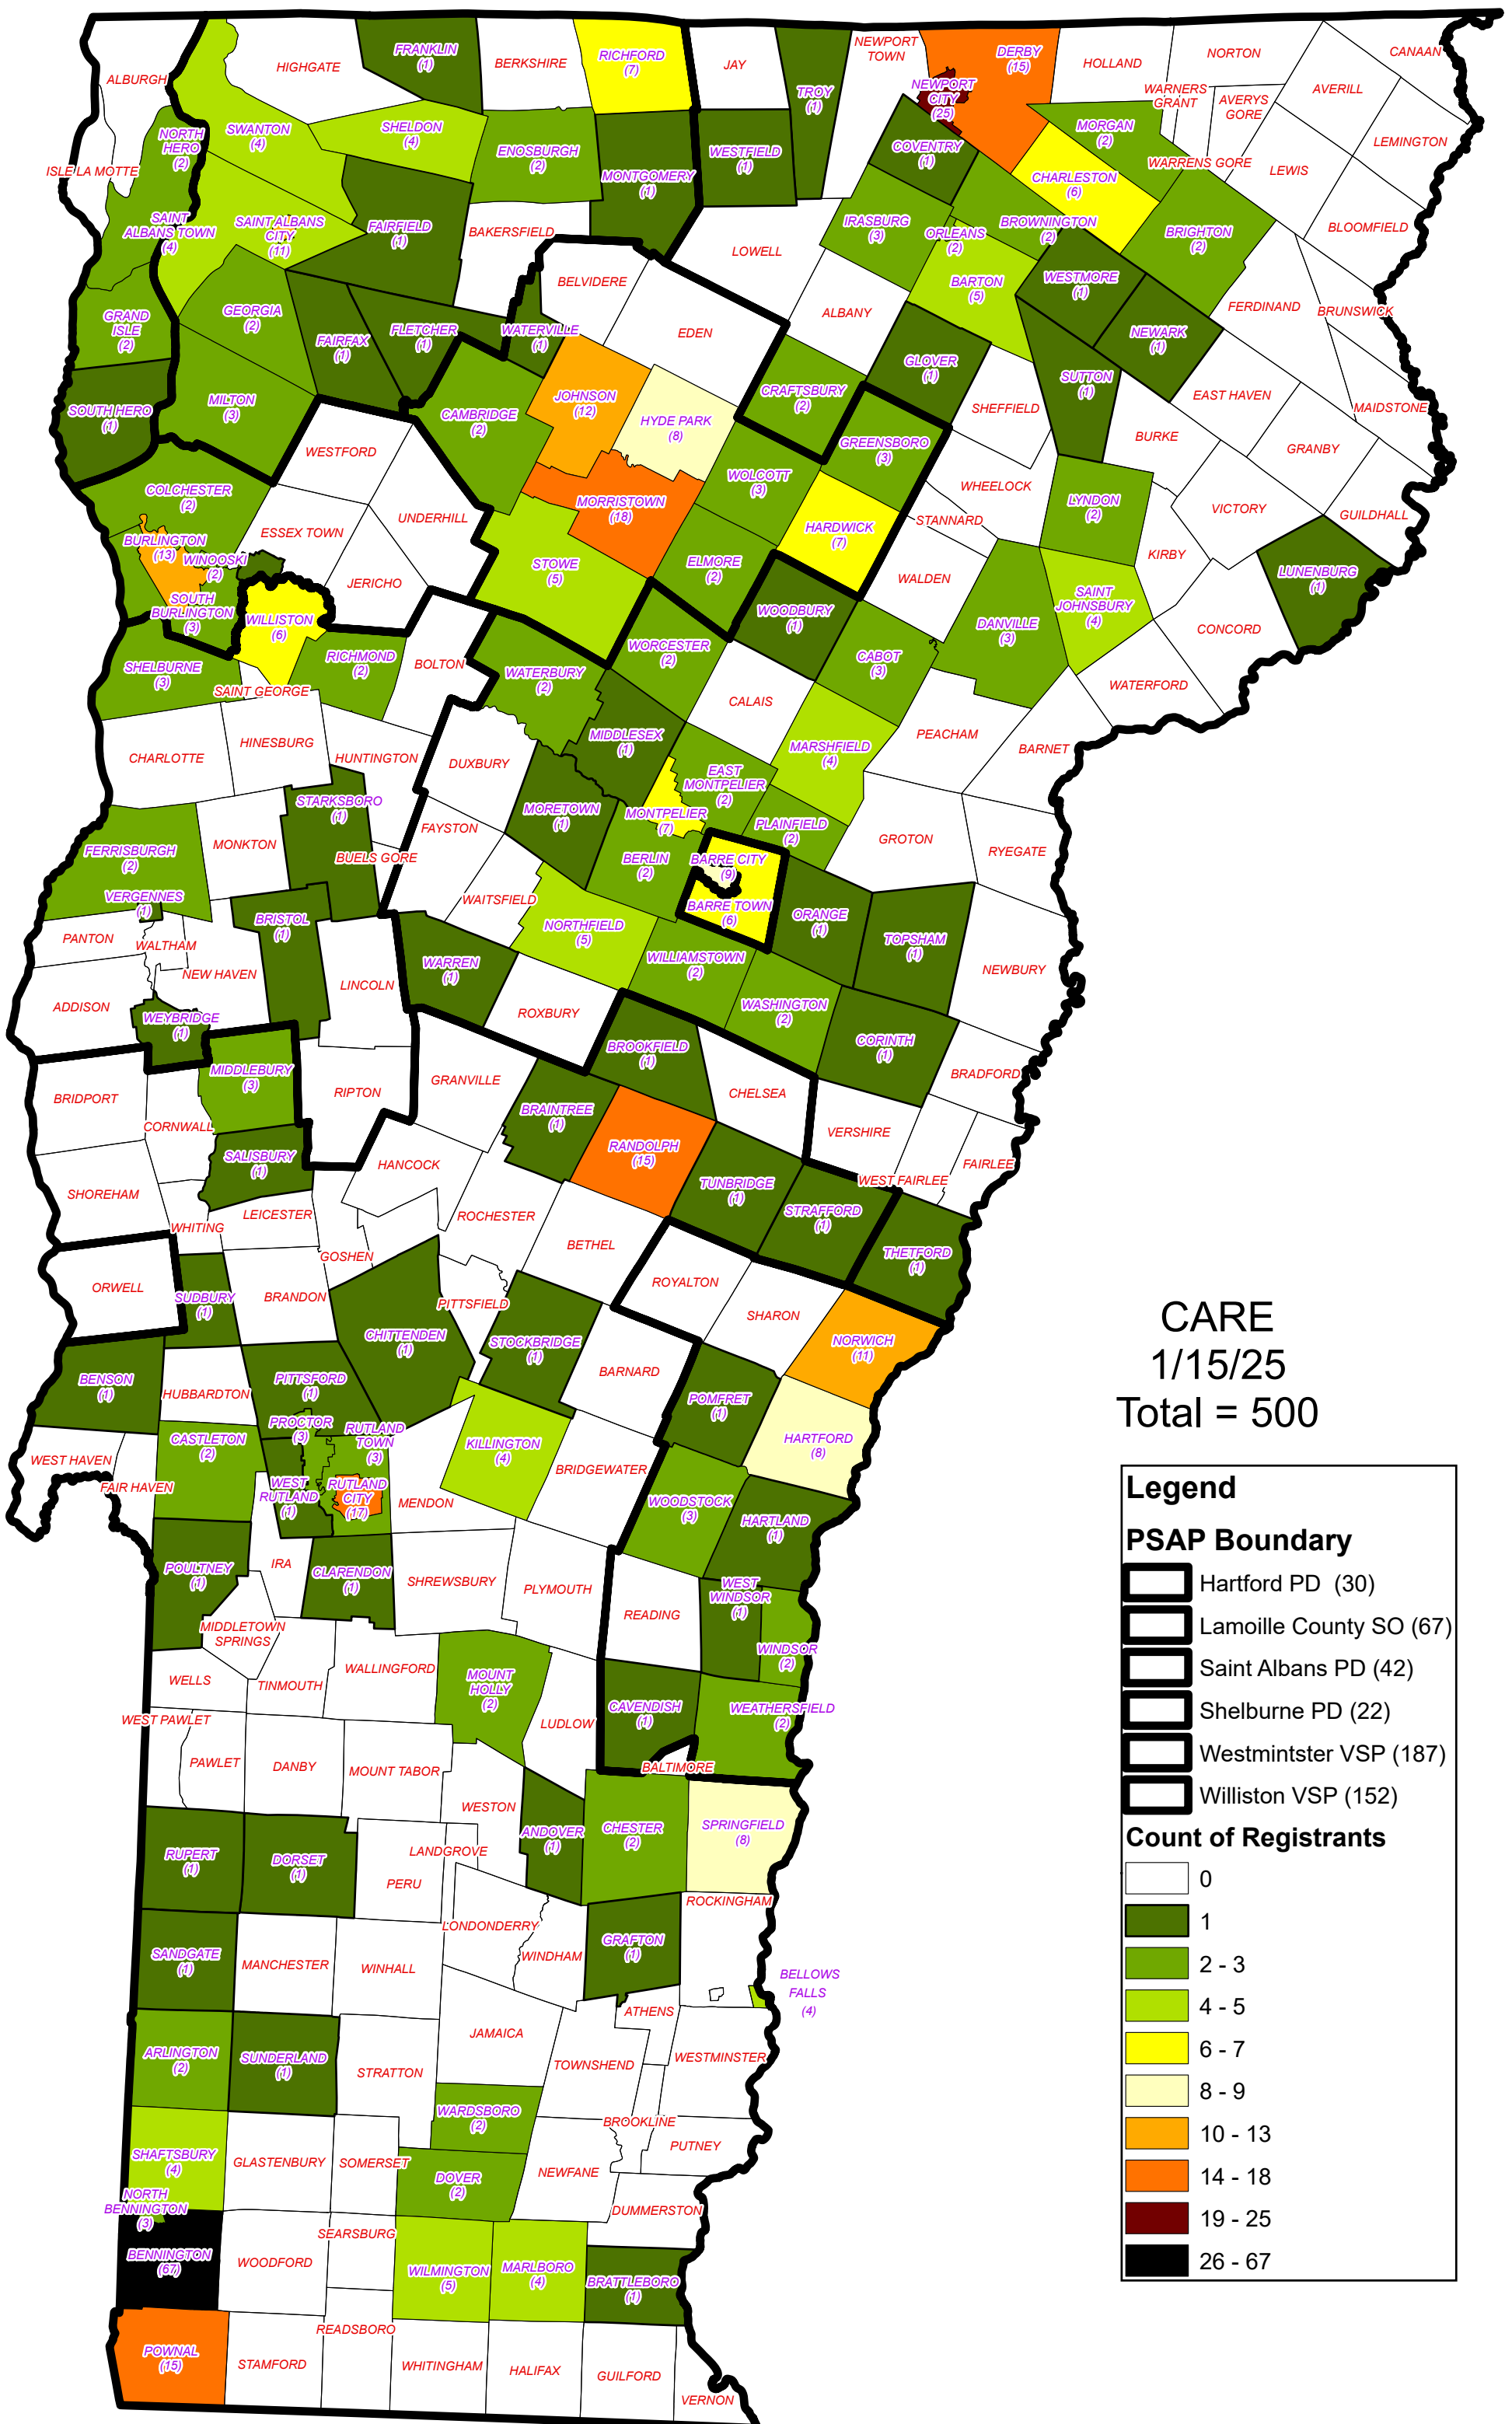 ALBURGH
HIGHGATE
FRANKLIN
(1)
BERKSHIRE
RICHFORD
(7)
JAY
TROY
(1)
NEWPORT
TOWN
DERBY
(15)
HOLLAND
NORTON
CANAAN
NEWPORT
CITY
(25)
WARNERS
GRANT
AVERYS
GORE
AVERILL
LEMINGTON
NORTH
HERO
(2)
SWANTON
(4)
SHELDON
(4)
ENOSBURGH
(2)
MONTGOMERY
(1)
WESTFIELD
(1)
COVENTRY
(1)
MORGAN
(2)
WARRENS GORE
LEWIS
ISLE LA MOTTE
CHARLESTON
(6)
SAINT
ALBANS TOWN
(4)
SAINT ALBANS
CITY
(11)
FAIRFIELD
(1)
BAKERSFIELD
IRASBURG
(3)
ORLEANS
(2)
BROWNINGTON
(2)
BRIGHTON
(2)
BLOOMFIELD
LOWELL
BELVIDERE
BARTON
(5)
WESTMORE
(1)
FERDINAND
BRUNSWICK
GRAND
ISLE
(2)
GEORGIA
(2)
FAIRFAX
(1)
FLETCHER
(1)
WATERVILLE
(1)
EDEN
ALBANY
NEWARK
(1)
GLOVER
(1)
SUTTON
(1)
EAST HAVEN
MAIDSTONE
SOUTH HERO
(1)
MILTON
(3)
CAMBRIDGE
(2)
JOHNSON
(12)
HYDE PARK
(8)
CRAFTSBURY
(2)
SHEFFIELD
BURKE
GRANBY
GREENSBORO
(3)
WESTFORD
WOLCOTT
(3)
WHEELOCK
LYNDON
(2)
VICTORY
GUILDHALL
COLCHESTER
(2)
UNDERHILL
MORRISTOWN
(18)
HARDWICK
(7)
STANNARD
KIRBY
ESSEX TOWN
BURLINGTON
(13)
WINOOSKI
(2)
JERICHO
STOWE
(5)
ELMORE
(2)
WALDEN
LUNENBURG
(1)
SOUTH
BURLINGTON
(3)
WILLISTON
(6)
WOODBURY
(1)
DANVILLE
(3)
SAINT
JOHNSBURY
(4)
CONCORD
SHELBURNE
(3)
RICHMOND
(2)
BOLTON
WATERBURY
(2)
WORCESTER
(2)
CABOT
(3)
WATERFORD
SAINT GEORGE
CALAIS
CHARLOTTE
HINESBURG
HUNTINGTON
DUXBURY
MIDDLESEX
(1)
MARSHFIELD
(4)
PEACHAM
BARNET
EAST
MONTPELIER
(2)
STARKSBORO
(1)
MORETOWN
(1)
MONTPELIER
(7)
PLAINFIELD
(2)
FAYSTON
GROTON
RYEGATE
FERRISBURGH
(2)
MONKTON
BUELS GORE
BERLIN
(2)
BARRE CITY
(9)
VERGENNES
(1)
WAITSFIELD
BARRE TOWN
(6)
ORANGE
(1)
BRISTOL
(1)
NORTHFIELD
(5)
TOPSHAM
(1)
PANTON
WALTHAM
NEW HAVEN
LINCOLN
WARREN
(1)
WILLIAMSTOWN
(2)
NEWBURY
ADDISON
WEYBRIDGE
(1)
ROXBURY
WASHINGTON
(2)
CORINTH
(1)
BROOKFIELD
(1)
MIDDLEBURY
(3)
RIPTON
GRANVILLE
CHELSEA
BRADFORD
BRIDPORT
CORNWALL
BRAINTREE
(1)
RANDOLPH
(15)
VERSHIRE
SALISBURY
(1)
HANCOCK
TUNBRIDGE
(1)
WEST FAIRLEE
FAIRLEE
SHOREHAM
WHITING
LEICESTER
ROCHESTER
STRAFFORD
(1)
GOSHEN
BETHEL
THETFORD
(1)
ORWELL
SUDBURY
(1)
BRANDON
PITTSFIELD
ROYALTON
SHARON
CHITTENDEN
(1)
STOCKBRIDGE
(1)
NORWICH
(11)
CARE
1/15/25
Total = 500
BENSON
(1)
HUBBARDTON
PITTSFORD
(1)
BARNARD
POMFRET
(1)
PROCTOR
(3)
RUTLAND
TOWN
(3)
KILLINGTON
(4)
HARTFORD
(8)
CASTLETON
(2)
WEST HAVEN
FAIR HAVEN
WEST
RUTLAND
(1)
RUTLAND
CITY
(17)
MENDON
BRIDGEWATER
WOODSTOCK
(3)
HARTLAND
(1)
POULTNEY
(1)
IRA
CLARENDON
(1)
SHREWSBURY
PLYMOUTH
READING
WEST
WINDSOR
(1)
MIDDLETOWN
SPRINGS
WINDSOR
(2)
WELLS
TINMOUTH
WALLINGFORD
MOUNT
HOLLY
(2)
LUDLOW
CAVENDISH
(1)
WEATHERSFIELD
(2)
WEST PAWLET
PAWLET
DANBY
MOUNT TABOR
BALTIMORE
WESTON
ANDOVER
(1)
CHESTER
(2)
SPRINGFIELD
(8)
RUPERT
(1)
DORSET
(1)
LANDGROVE
PERU
ROCKINGHAM
LONDONDERRY
WINDHAM
GRAFTON
(1)
SANDGATE
(1)
MANCHESTER
WINHALL
BELLOWS
FALLS
(4)
ATHENS
JAMAICA
ARLINGTON
(2)
SUNDERLAND
(1)
STRATTON
TOWNSHEND
WESTMINSTER
WARDSBORO
(2)
BROOKLINE
PUTNEY
SHAFTSBURY
(4)
GLASTENBURY
SOMERSET
DOVER
(2)
NEWFANE
NORTH
BENNINGTON
(3)
DUMMERSTON
SEARSBURG
BENNINGTON
(67)
WOODFORD
WILMINGTON
(5)
MARLBORO
(4)
BRATTLEBORO
(1)
POWNAL
(15)
STAMFORD
READSBORO
WHITINGHAM
HALIFAX
GUILFORD
VERNON
Legend
PSAP Boundary
Hartford PD (30)
Lamoille County SO (67)
Saint Albans PD (42)
Shelburne PD (22)
Westmintster VSP (187)
Williston VSP (152)
Count of Registrants
0
1
2 - 3
4 - 5
6 - 7
8 - 9
10 - 13
14 - 18
19 - 25
26 - 67